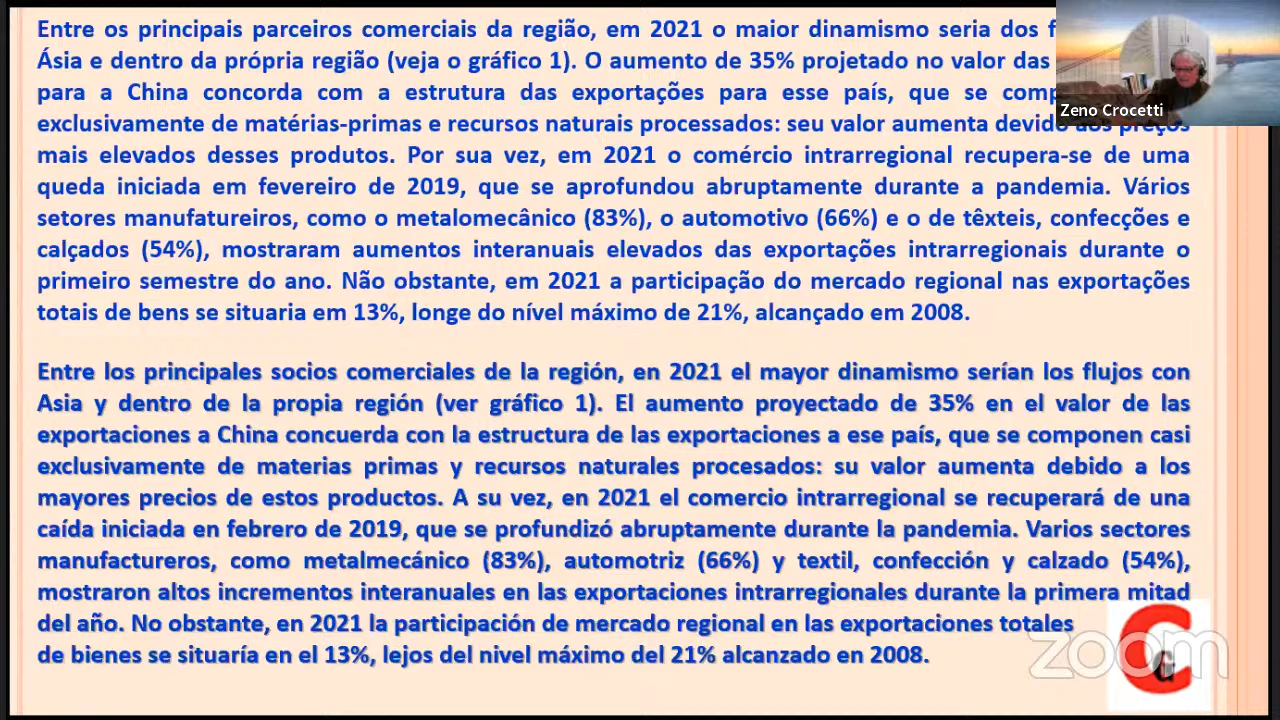 Entre os principais parceiros comerciais da região, em 2021 o maior dinamismo seria dos
Ásia e dentro da própria região (veja o gráfico 1). O aumento de 35% projetado no valor das
para a China concorda com a estrutura das exportações para esse país, que se
exclusivamente de matérias-primas e recursos naturais processados: seu valor aumenta devido aos preços
mais elevados desses produtos. Por sua vez, em 2021 o comércio intrarregional recupera-se de uma
queda iniciada em fevereiro de 2019, que se aprofundou abruptamente durante a pandemia. Vários
setores manufatureiros, como o metalomecânico (83%), o automotivo (66%) e o de têxteis, confecções e
calçados (54%), mostraram aumentos interanuais elevados das exportações intrarregionais durante o
primeiro semestre do ano. Não obstante, em 2021 a participação do mercado regional nas exportações
totais de bens se situaria em 13%, longe do nível máximo de 21%, alcançado em 2008.
Entre los principales socios comerciales de la región, en 2021 el mayor dinamismo serían los flujos con
Asia y dentro de la propia región (ver gráfico 1). El aumento proyectado de 35% en el valor de las
exportaciones a China concuerda con la estructura de las exportaciones a ese país, que se componen casi
exclusivamente de materias primas y recursos naturales procesados: su valor aumenta debido a los
mayores precios de estos productos. A su vez, en 2021 el comercio intrarregional se recuperará de una
caída iniciada en febrero de 2019, que se profundizó abruptamente durante la pandemia. Varios sectores
manufactureros, como metalmecánico (83%), automotriz (66%) y textil, confección y calzado (54%),
mostraron altos incrementos interanuales en las exportaciones intrarregionales durante la primera mitad
del año. No obstante, en 2021 la participación de mercado regional en las exportaciones totales
de bienes se situaría en el 13%, lejos del nivel máximo del 21% alcanzado en 2008.
Zeno Crocetti
zoom